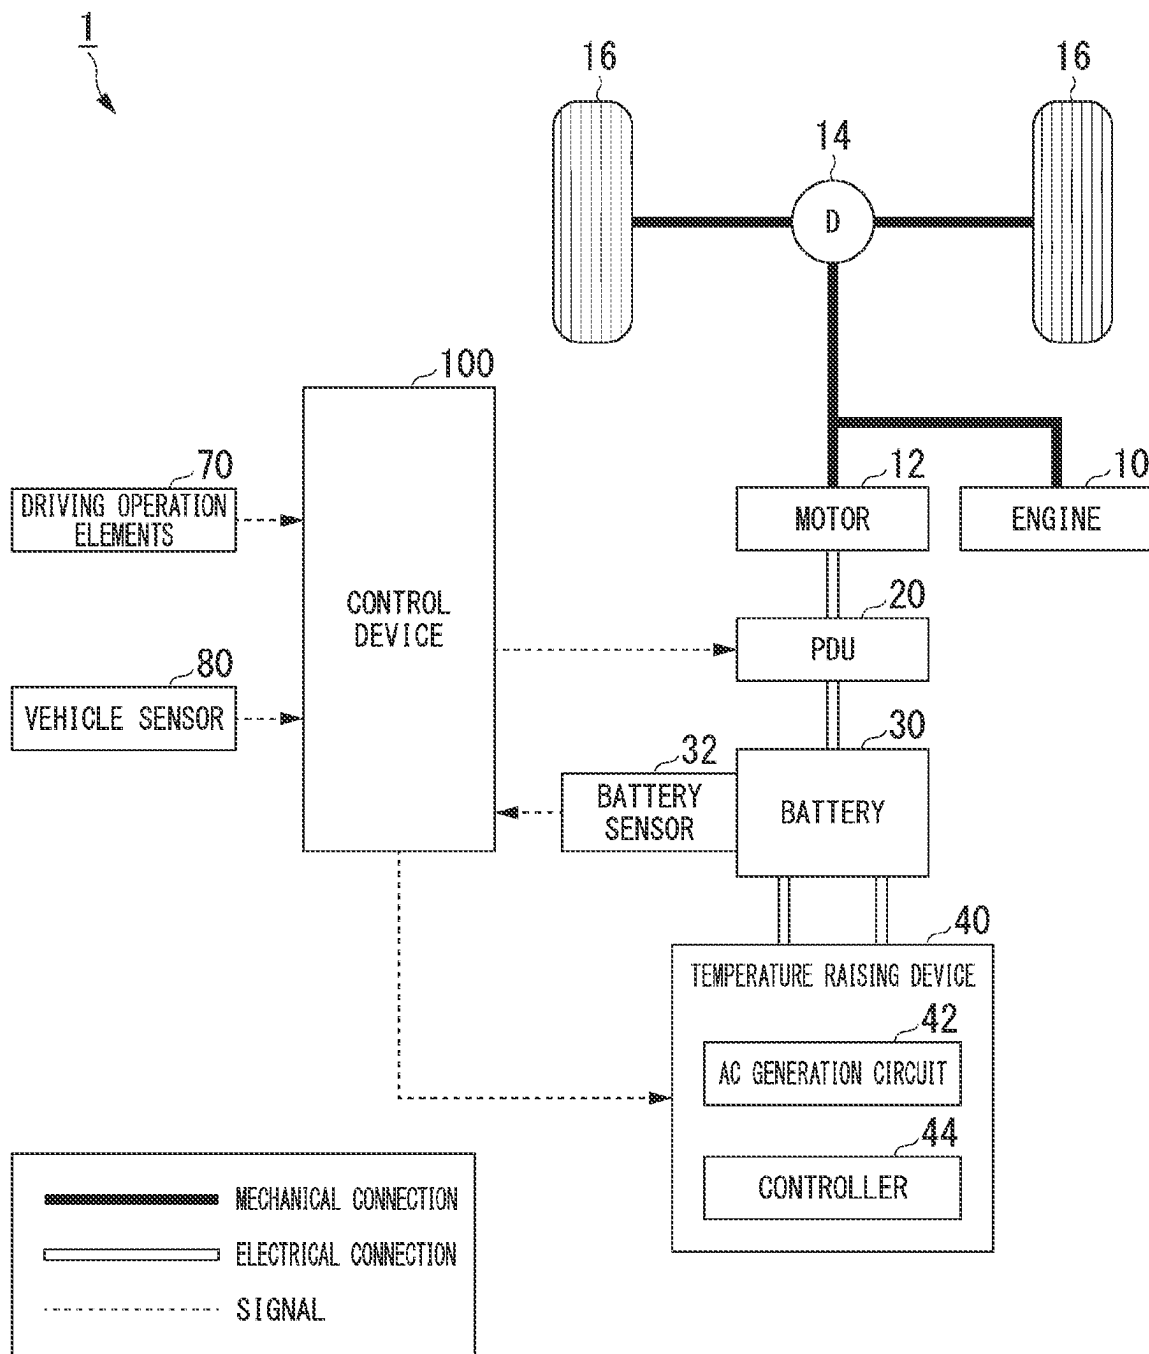 1
16
16
14
D
100
70
DRIVING OPERATION
ELEMENTS
12
MOTOR
10
ENGINE
CONTROL
DEVICE
20
PDU
80
VEHICLE SENSOR
30
BATTERY
32
BATTERY
SENSOR
40
TEMPERATURE RAISING DEVICE
42
AC GENERATION CIRCUIT
44
CONTROLLER
MECHANICAL CONNECTION
ELECTRICAL CONNECTION
SIGNAL